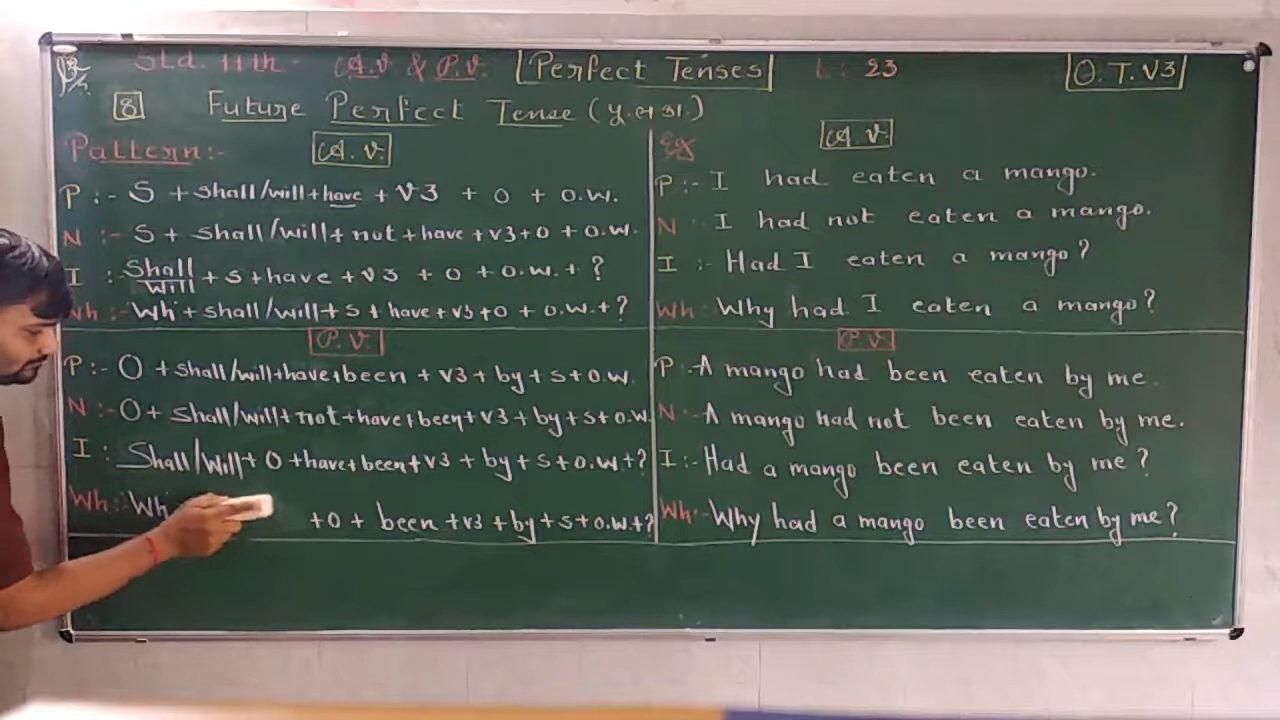 Std. 11th - A.V & P.V. Perfect Tenses L: 23 O.T.V3
8 Future Perfect Tense (पू.भ.का.)
Pattern:- A.V.
P :- S + shall/will + have + V3 + O + O.W.
N :- S + shall/will + not + have + V3 + O + O.W.
I : Shall/Will + S + have + V3 + O + O.W. + ?
Wh :- Wh + shall/will + S + have + V3 + O + O.W. + ?
P.V.
P :- O + shall/will + have + been + V3 + by + S + O.W.
N :- O + shall/will + not + have + been + V3 + by + S + O.W.
I : Shall/Will + O + have + been + V3 + by + S + O.W + ?
Wh :- Wh + O + been + V3 + by + S + O.W. + ?
Eg A.V.
P :- I had eaten a mango.
N I had not eaten a mango.
I :- Had I eaten a mango?
Wh : Why had I eaten a mango?
P.V.
P :- A mango had been eaten by me.
N :- A mango had not been eaten by me.
I :- Had a mango been eaten by me?
Wh :- Why had a mango been eaten by me?